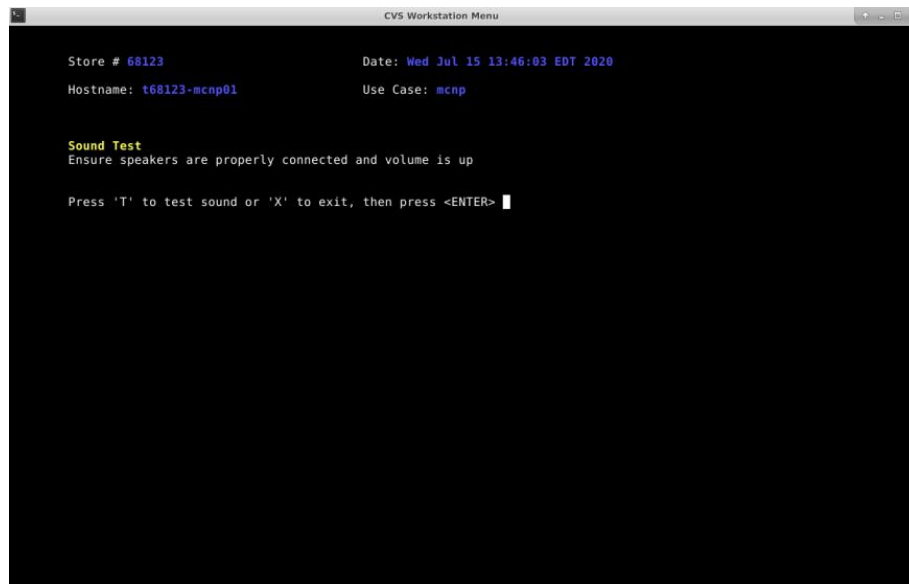 CVS Workstation Menu
Store # 68123 Date: Wed Jul 15 13:46:03 EDT 2020
Hostname: t68123-mcnp01 Use Case: mcnp
Sound Test
Ensure speakers are properly connected and volume is up
Press 'T' to test sound or 'X' to exit, then press <ENTER>